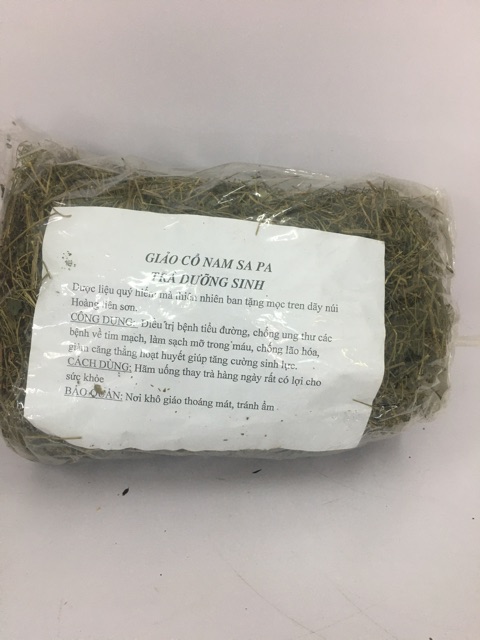 GIẢO CỎ NAM SA PA
TRÀ DƯỠNG SINH
Dược liệu quý hiếm mà thiên nhiên ban tặng mọc tren dãy núi
Hoàng liên sơn.
CÔNG DỤNG: Điều trị bệnh tiểu đường, chống ung thư các
bệnh về tim mạch, làm sạch mỡ trong máu, chống lão hóa,
giảm căng thẳng hoạt huyết giúp tăng cường sinh lực.
CÁCH DÙNG: Hãm uống thay trà hàng ngày rất có lợi cho
sức khỏe
BẢO QUẢN: Nơi khô giáo thoáng mát, tránh ẩm